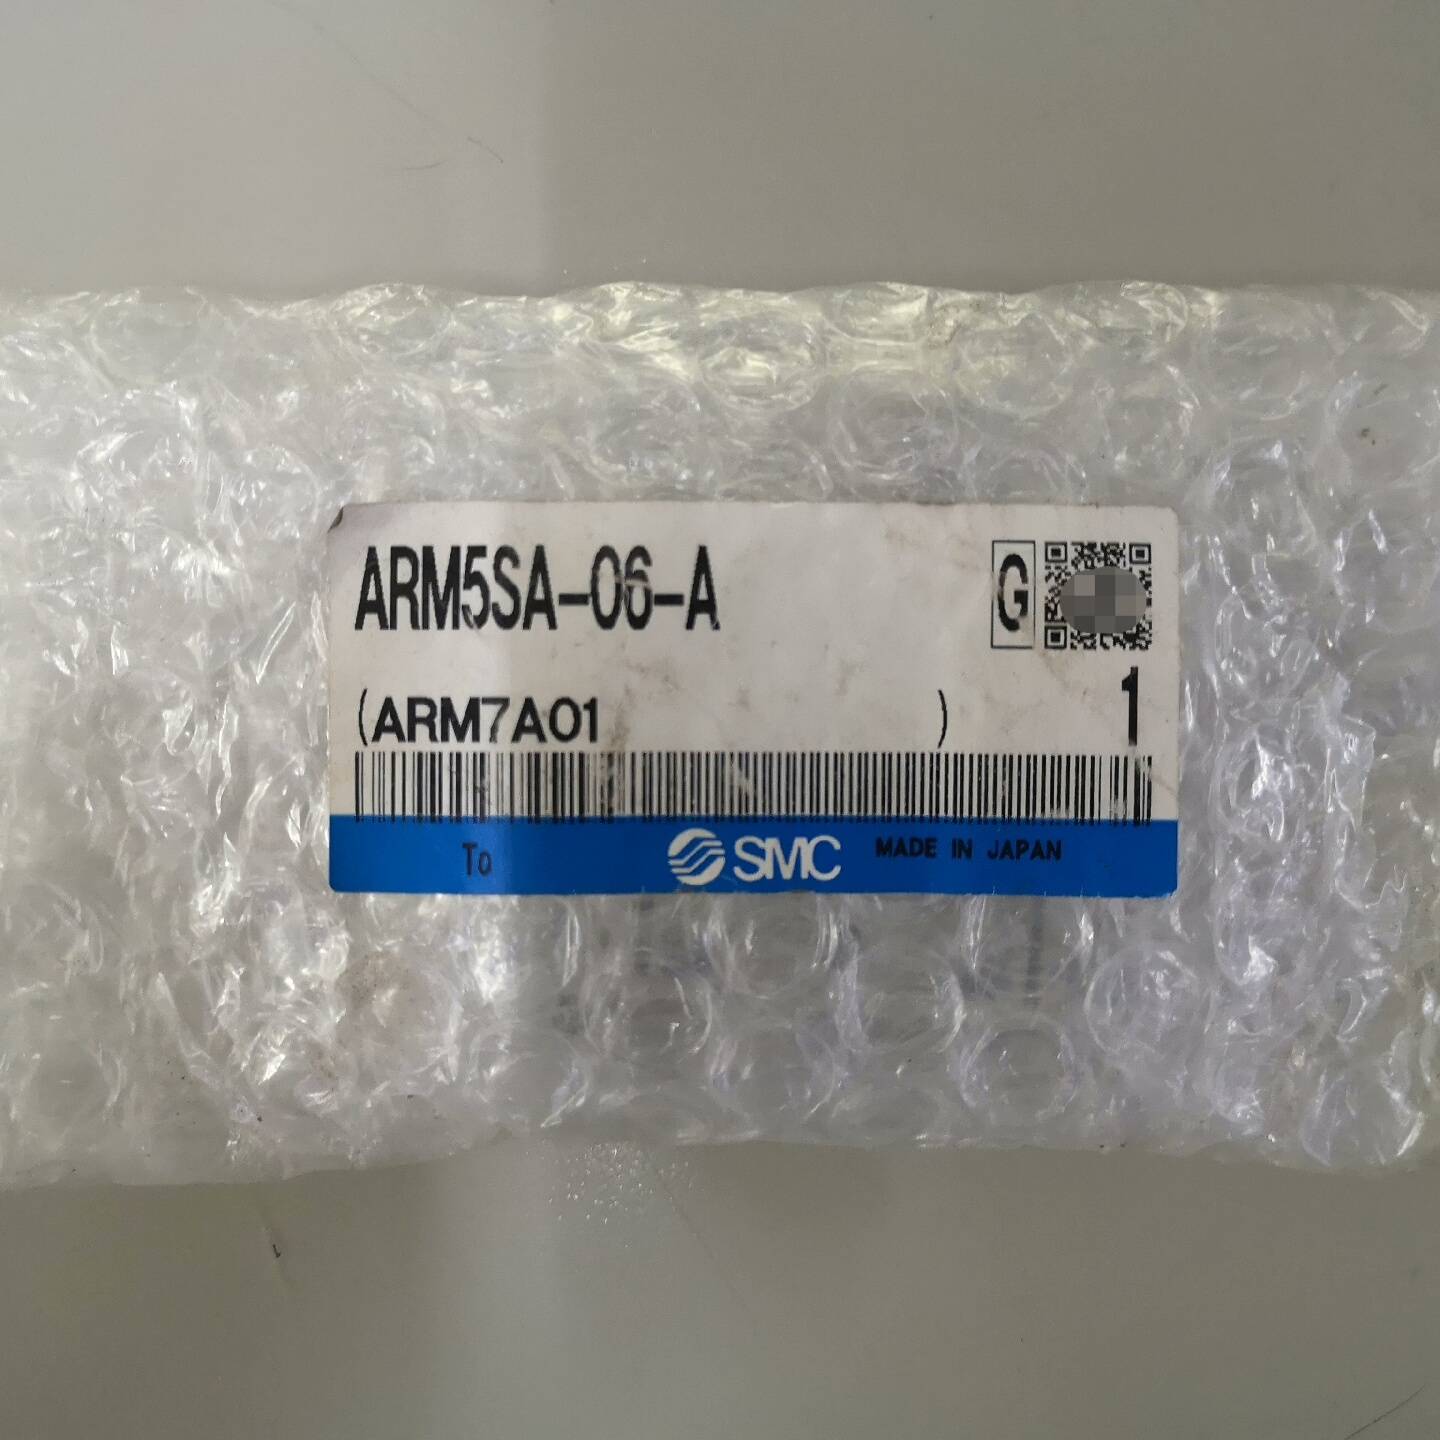 ARM5SA-06-A
G
(ARM7A01 )
1
To
SMC
MADE IN JAPAN